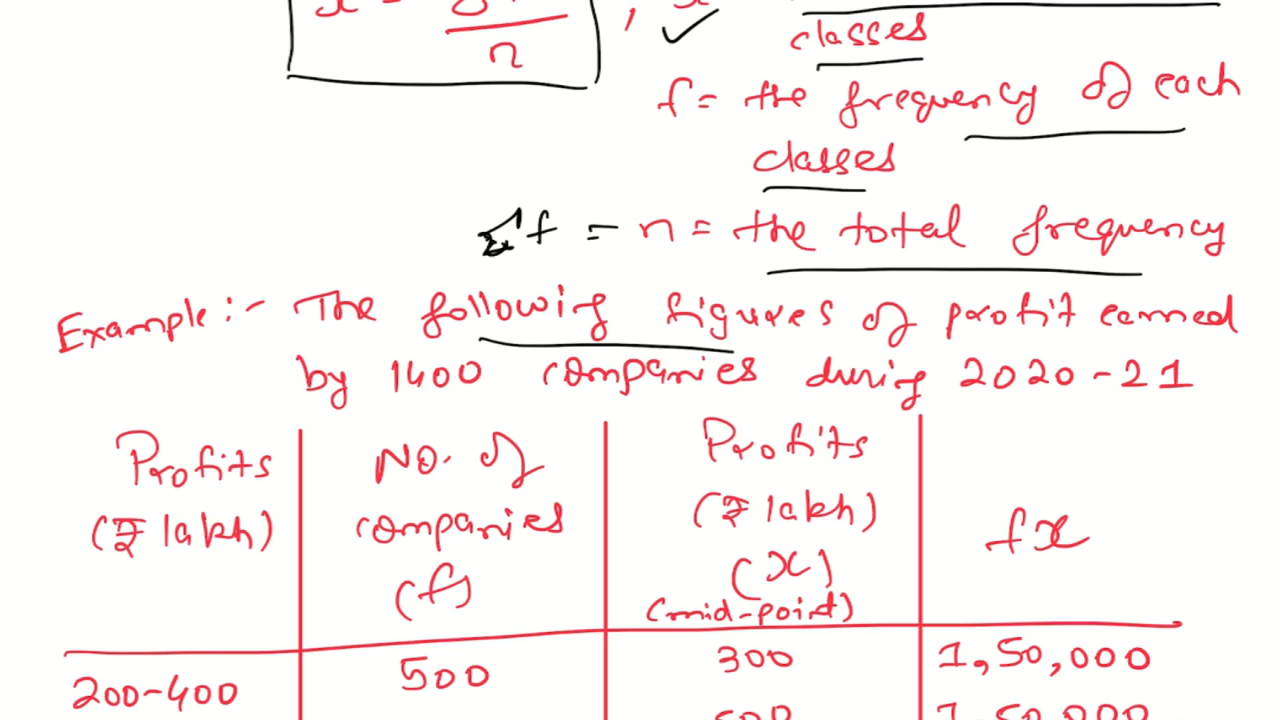 n
classes
f = the frequency of each
classes
Σf = n = the total frequency
Example:- The following figures of profit earned
by 1400 companies during 2020-21
Profits
(₹ lakh)
No. of
companies
(f)
Profits
(₹ lakh)
(x)
(mid-point)
fx
200-400
500
300
1,50,000